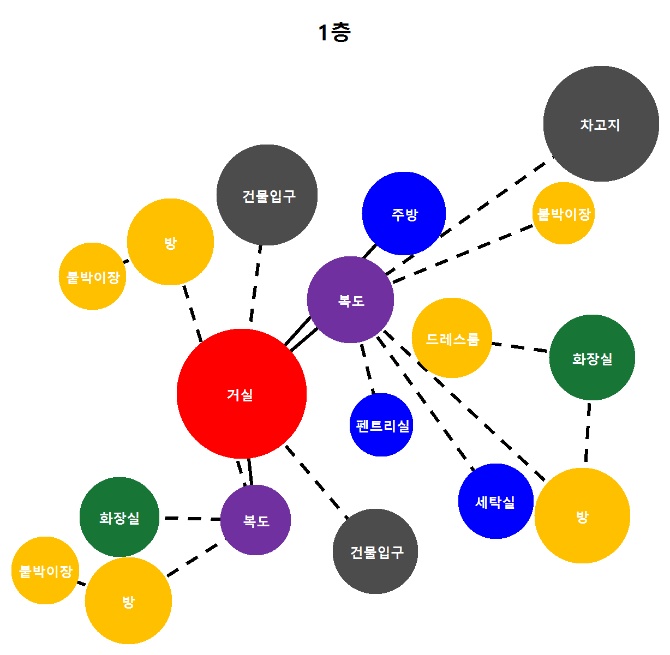 1층
차고지
건물입구
주방
붙박이장
방
붙박이장
복도
드레스룸
화장실
거실
펜트리실
세탁실
방
화장실
복도
건물입구
붙박이장
방